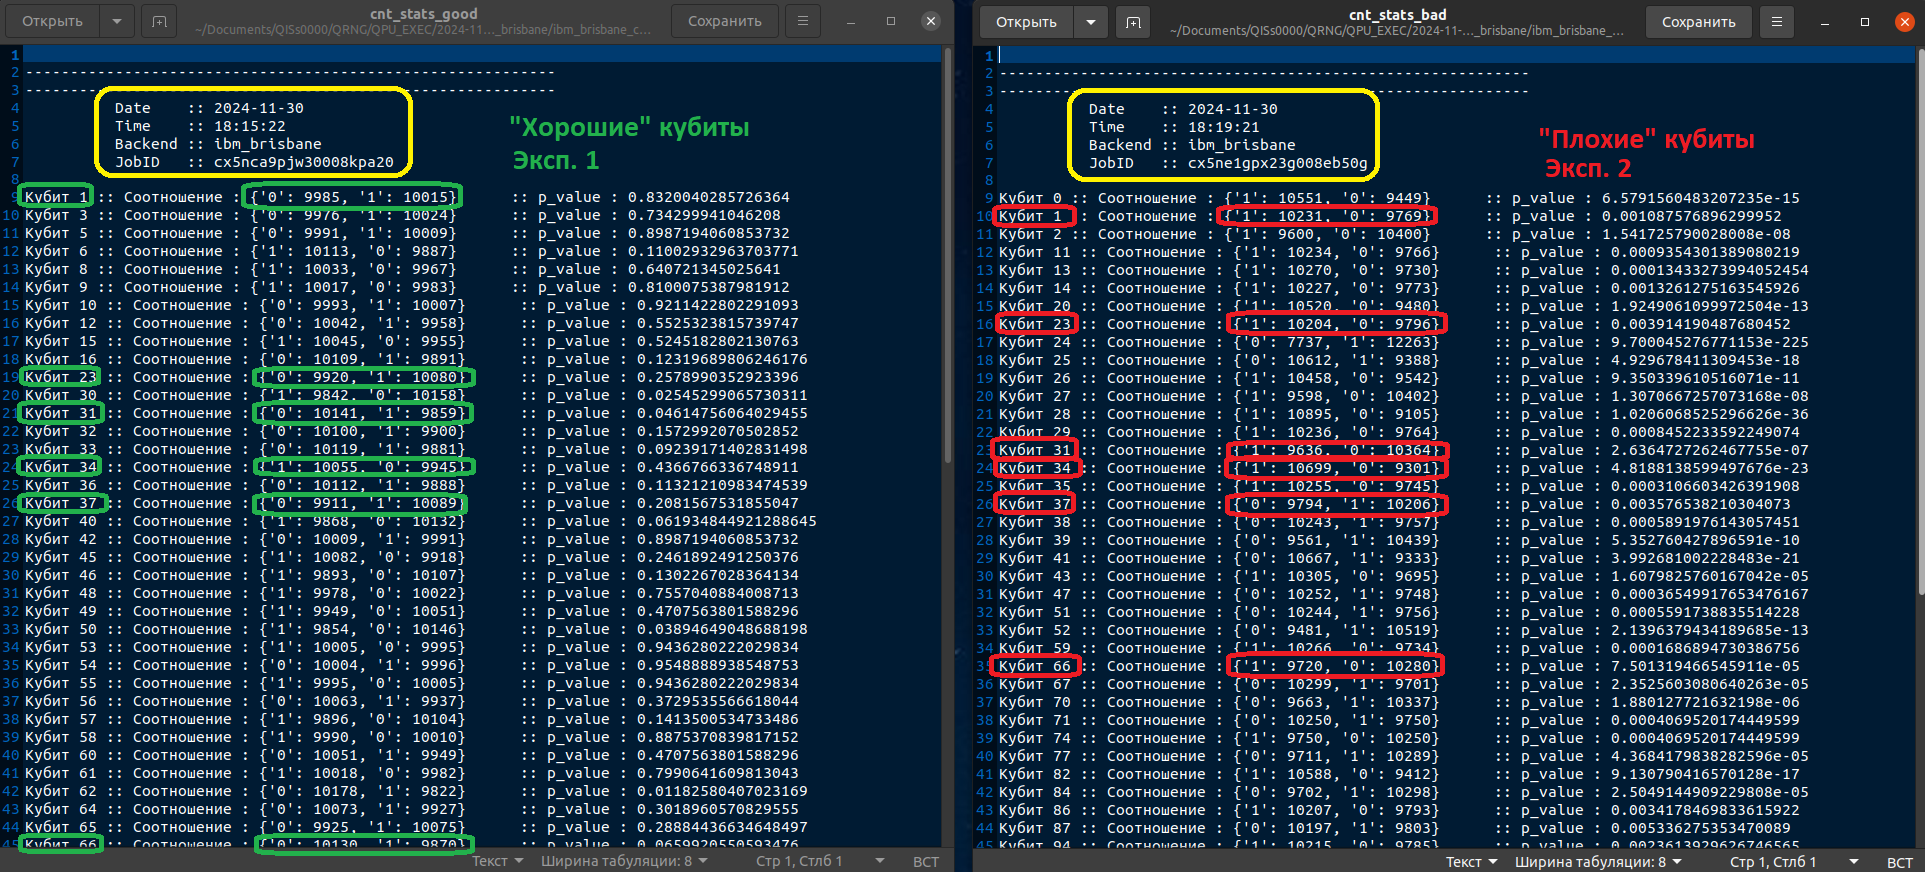 Открыть
cnt_stats_good
~/Documents/QISs0000/QRNG/QPU_EXEC/2024-11-..._brisbane/ibm_brisbane_c...
Сохранить
1
2 -----------------------------------------------------------
3 -----------------------------------------------------------
4 Date :: 2024-11-30
5 Time :: 18:15:22
6 Backend :: ibm_brisbane
7 JobID :: cx5nca9pjw30008kpa20
"Хорошие" кубиты
Эксп. 1
8
9 Кубит 1 :: Соотношение : {'0': 9985, '1': 10015} :: p_value : 0.8320040285726364
10 Кубит 3 :: Соотношение : {'0': 9976, '1': 10024} :: p_value : 0.734299941046208
11 Кубит 5 :: Соотношение : {'0': 9991, '1': 10009} :: p_value : 0.8987194060853732
12 Кубит 6 :: Соотношение : {'1': 10113, '0': 9887} :: p_value : 0.11002932963703771
13 Кубит 8 :: Соотношение : {'1': 10033, '0': 9967} :: p_value : 0.640721345025641
14 Кубит 9 :: Соотношение : {'1': 10017, '0': 9983} :: p_value : 0.8100075387981912
15 Кубит 10 :: Соотношение : {'0': 9993, '1': 10007} :: p_value : 0.9211422802291093
16 Кубит 12 :: Соотношение : {'0': 10042, '1': 9958} :: p_value : 0.5525323815739747
17 Кубит 15 :: Соотношение : {'1': 10045, '0': 9955} :: p_value : 0.5245182802130763
18 Кубит 16 :: Соотношение : {'0': 10109, '1': 9891} :: p_value : 0.12319689806246176
19 Кубит 23 :: Соотношение : {'0': 9920, '1': 10080} :: p_value : 0.2578990352923396
20 Кубит 30 :: Соотношение : {'1': 9842, '0': 10158} :: p_value : 0.02545299065730311
21 Кубит 31 :: Соотношение : {'0': 10141, '1': 9859} :: p_value : 0.04614756064029455
22 Кубит 32 :: Соотношение : {'0': 10100, '1': 9900} :: p_value : 0.1572992070502852
23 Кубит 33 :: Соотношение : {'0': 10119, '1': 9881} :: p_value : 0.09239171402831498
24 Кубит 34 :: Соотношение : {'1': 10055, '0': 9945} :: p_value : 0.4366766336748911
25 Кубит 36 :: Соотношение : {'0': 10112, '1': 9888} :: p_value : 0.11321210983474539
26 Кубит 37 :: Соотношение : {'0': 9911, '1': 10089} :: p_value : 0.2081567531855047
27 Кубит 40 :: Соотношение : {'1': 9868, '0': 10132} :: p_value : 0.061934844921288645
28 Кубит 42 :: Соотношение : {'0': 10009, '1': 9991} :: p_value : 0.8987194060853732
29 Кубит 45 :: Соотношение : {'1': 10082, '0': 9918} :: p_value : 0.2461892491250376
30 Кубит 46 :: Соотношение : {'1': 9893, '0': 10107} :: p_value : 0.1302267028364134
31 Кубит 48 :: Соотношение : {'1': 9978, '0': 10022} :: p_value : 0.7557040884008713
32 Кубит 49 :: Соотношение : {'1': 9949, '0': 10051} :: p_value : 0.4707563801588296
33 Кубит 50 :: Соотношение : {'1': 9854, '0': 10146} :: p_value : 0.03894649048688198
34 Кубит 53 :: Соотношение : {'1': 10005, '0': 9995} :: p_value : 0.9436280222029834
35 Кубит 54 :: Соотношение : {'0': 10004, '1': 9996} :: p_value : 0.9548888938548753
36 Кубит 55 :: Соотношение : {'1': 9995, '0': 10005} :: p_value : 0.9436280222029834
37 Кубит 56 :: Соотношение : {'0': 10063, '1': 9937} :: p_value : 0.3729535566618044
38 Кубит 57 :: Соотношение : {'1': 9896, '0': 10104} :: p_value : 0.1413500534733486
39 Кубит 58 :: Соотношение : {'1': 9990, '0': 10010} :: p_value : 0.8875370839817152
40 Кубит 60 :: Соотношение : {'0': 10051, '1': 9949} :: p_value : 0.4707563801588296
41 Кубит 61 :: Соотношение : {'1': 10018, '0': 9982} :: p_value : 0.7990641609813043
42 Кубит 62 :: Соотношение : {'0': 10178, '1': 9822} :: p_value : 0.01182580407023169
43 Кубит 64 :: Соотношение : {'0': 10073, '1': 9927} :: p_value : 0.3018960570829555
44 Кубит 65 :: Соотношение : {'0': 9925, '1': 10075} :: p_value : 0.28884436634648497
45 Кубит 66 :: Соотношение : {'0': 10130, '1': 9870} :: p_value : 0.0659920550593476
Текст Ширина табуляции: 8 Стр 1, Стлб 1 ВСТ
Открыть
cnt_stats_bad
~/Documents/QISs0000/QRNG/QPU_EXEC/2024-11-..._brisbane/ibm_brisbane_...
Сохранить
1
2 -----------------------------------------------------------
3 -----------------------------------------------------------
4 Date :: 2024-11-30
5 Time :: 18:19:21
6 Backend :: ibm_brisbane
7 JobID :: cx5ne1gpx23g008eb50g
"Плохие" кубиты
Эксп. 2
8
9 Кубит 0 :: Соотношение : {'1': 10551, '0': 9449} :: p_value : 6.5791560483207235e-15
10 Кубит 1 :: Соотношение : {'1': 10231, '0': 9769} :: p_value : 0.001087576896299952
11 Кубит 2 :: Соотношение : {'1': 9600, '0': 10400} :: p_value : 1.541725790028008e-08
12 Кубит 11 :: Соотношение : {'1': 10234, '0': 9766} :: p_value : 0.0009354301389080219
13 Кубит 13 :: Соотношение : {'1': 10270, '0': 9730} :: p_value : 0.00013433273994052454
14 Кубит 14 :: Соотношение : {'1': 10227, '0': 9773} :: p_value : 0.0013261275163545926
15 Кубит 20 :: Соотношение : {'1': 10520, '0': 9480} :: p_value : 1.9249061099972504e-13
16 Кубит 23 :: Соотношение : {'1': 10204, '0': 9796} :: p_value : 0.003914190487680452
17 Кубит 24 :: Соотношение : {'0': 7737, '1': 12263} :: p_value : 9.700045276771153e-225
18 Кубит 25 :: Соотношение : {'0': 10612, '1': 9388} :: p_value : 4.929678411309453e-18
19 Кубит 26 :: Соотношение : {'1': 10458, '0': 9542} :: p_value : 9.35033961051607​1e-11
20 Кубит 27 :: Соотношение : {'1': 9598, '0': 10402} :: p_value : 1.3070667257073168e-08
21 Кубит 28 :: Соотношение : {'1': 10895, '0': 9105} :: p_value : 1.0206068525296626e-36
22 Кубит 29 :: Соотношение : {'1': 10236, '0': 9764} :: p_value : 0.0008452233592249074
23 Кубит 31 :: Соотношение : {'1': 9636, '0': 10364} :: p_value : 2.6364727262467755e-07
24 Кубит 34 :: Соотношение : {'1': 10699, '0': 9301} :: p_value : 4.8188138599497676e-23
25 Кубит 35 :: Соотношение : {'1': 10255, '0': 9745} :: p_value : 0.0003106603426391908
26 Кубит 37 :: Соотношение : {'0': 9794, '1': 10206} :: p_value : 0.003576538210304073
27 Кубит 38 :: Соотношение : {'0': 10243, '1': 9757} :: p_value : 0.0005891976143057451
28 Кубит 39 :: Соотношение : {'0': 9561, '1': 10439} :: p_value : 5.352760427896591e-10
29 Кубит 41 :: Соотношение : {'0': 10667, '1': 9333} :: p_value : 3.992681002228483e-21
30 Кубит 43 :: Соотношение : {'1': 10305, '0': 9695} :: p_value : 1.6079825760167042e-05
31 Кубит 47 :: Соотношение : {'0': 10252, '1': 9748} :: p_value : 0.00036549917653476167
32 Кубит 51 :: Соотношение : {'0': 10244, '1': 9756} :: p_value : 0.0005591738835514228
33 Кубит 52 :: Соотношение : {'0': 9481, '1': 10519} :: p_value : 2.1396379434189685e-13
34 Кубит 59 :: Соотношение : {'1': 10266, '0': 9734} :: p_value : 0.0001686894730386756
35 Кубит 66 :: Соотношение : {'1': 9720, '0': 10280} :: p_value : 7.501319466545911e-05
36 Кубит 67 :: Соотношение : {'0': 10299, '1': 9701} :: p_value : 2.3525603080640263e-05
37 Кубит 70 :: Соотношение : {'0': 9663, '1': 10337} :: p_value : 1.880127721632198e-06
38 Кубит 71 :: Соотношение : {'0': 10250, '1': 9750} :: p_value : 0.0004069520174449599
39 Кубит 74 :: Соотношение : {'1': 9750, '0': 10250} :: p_value : 0.0004069520174449599
40 Кубит 77 :: Соотношение : {'0': 9711, '1': 10289} :: p_value : 4.3684179838282596e-05
41 Кубит 82 :: Соотношение : {'1': 10588, '0': 9412} :: p_value : 9.130790416570128e-17
42 Кубит 84 :: Соотношение : {'0': 9702, '1': 10298} :: p_value : 2.5049144909229808e-05
43 Кубит 86 :: Соотношение : {'1': 10207, '0': 9793} :: p_value : 0.0034178469833615922
44 Кубит 87 :: Соотношение : {'0': 10197, '1': 9803} :: p_value : 0.005336275353470089
45 Кубит 94 :: Соотношение : {'1': 10215, '0': 9785} :: p_value : 0.0023613929626746565
Текст Ширина табуляции: 8 Стр 1, Стлб 1 ВСТ